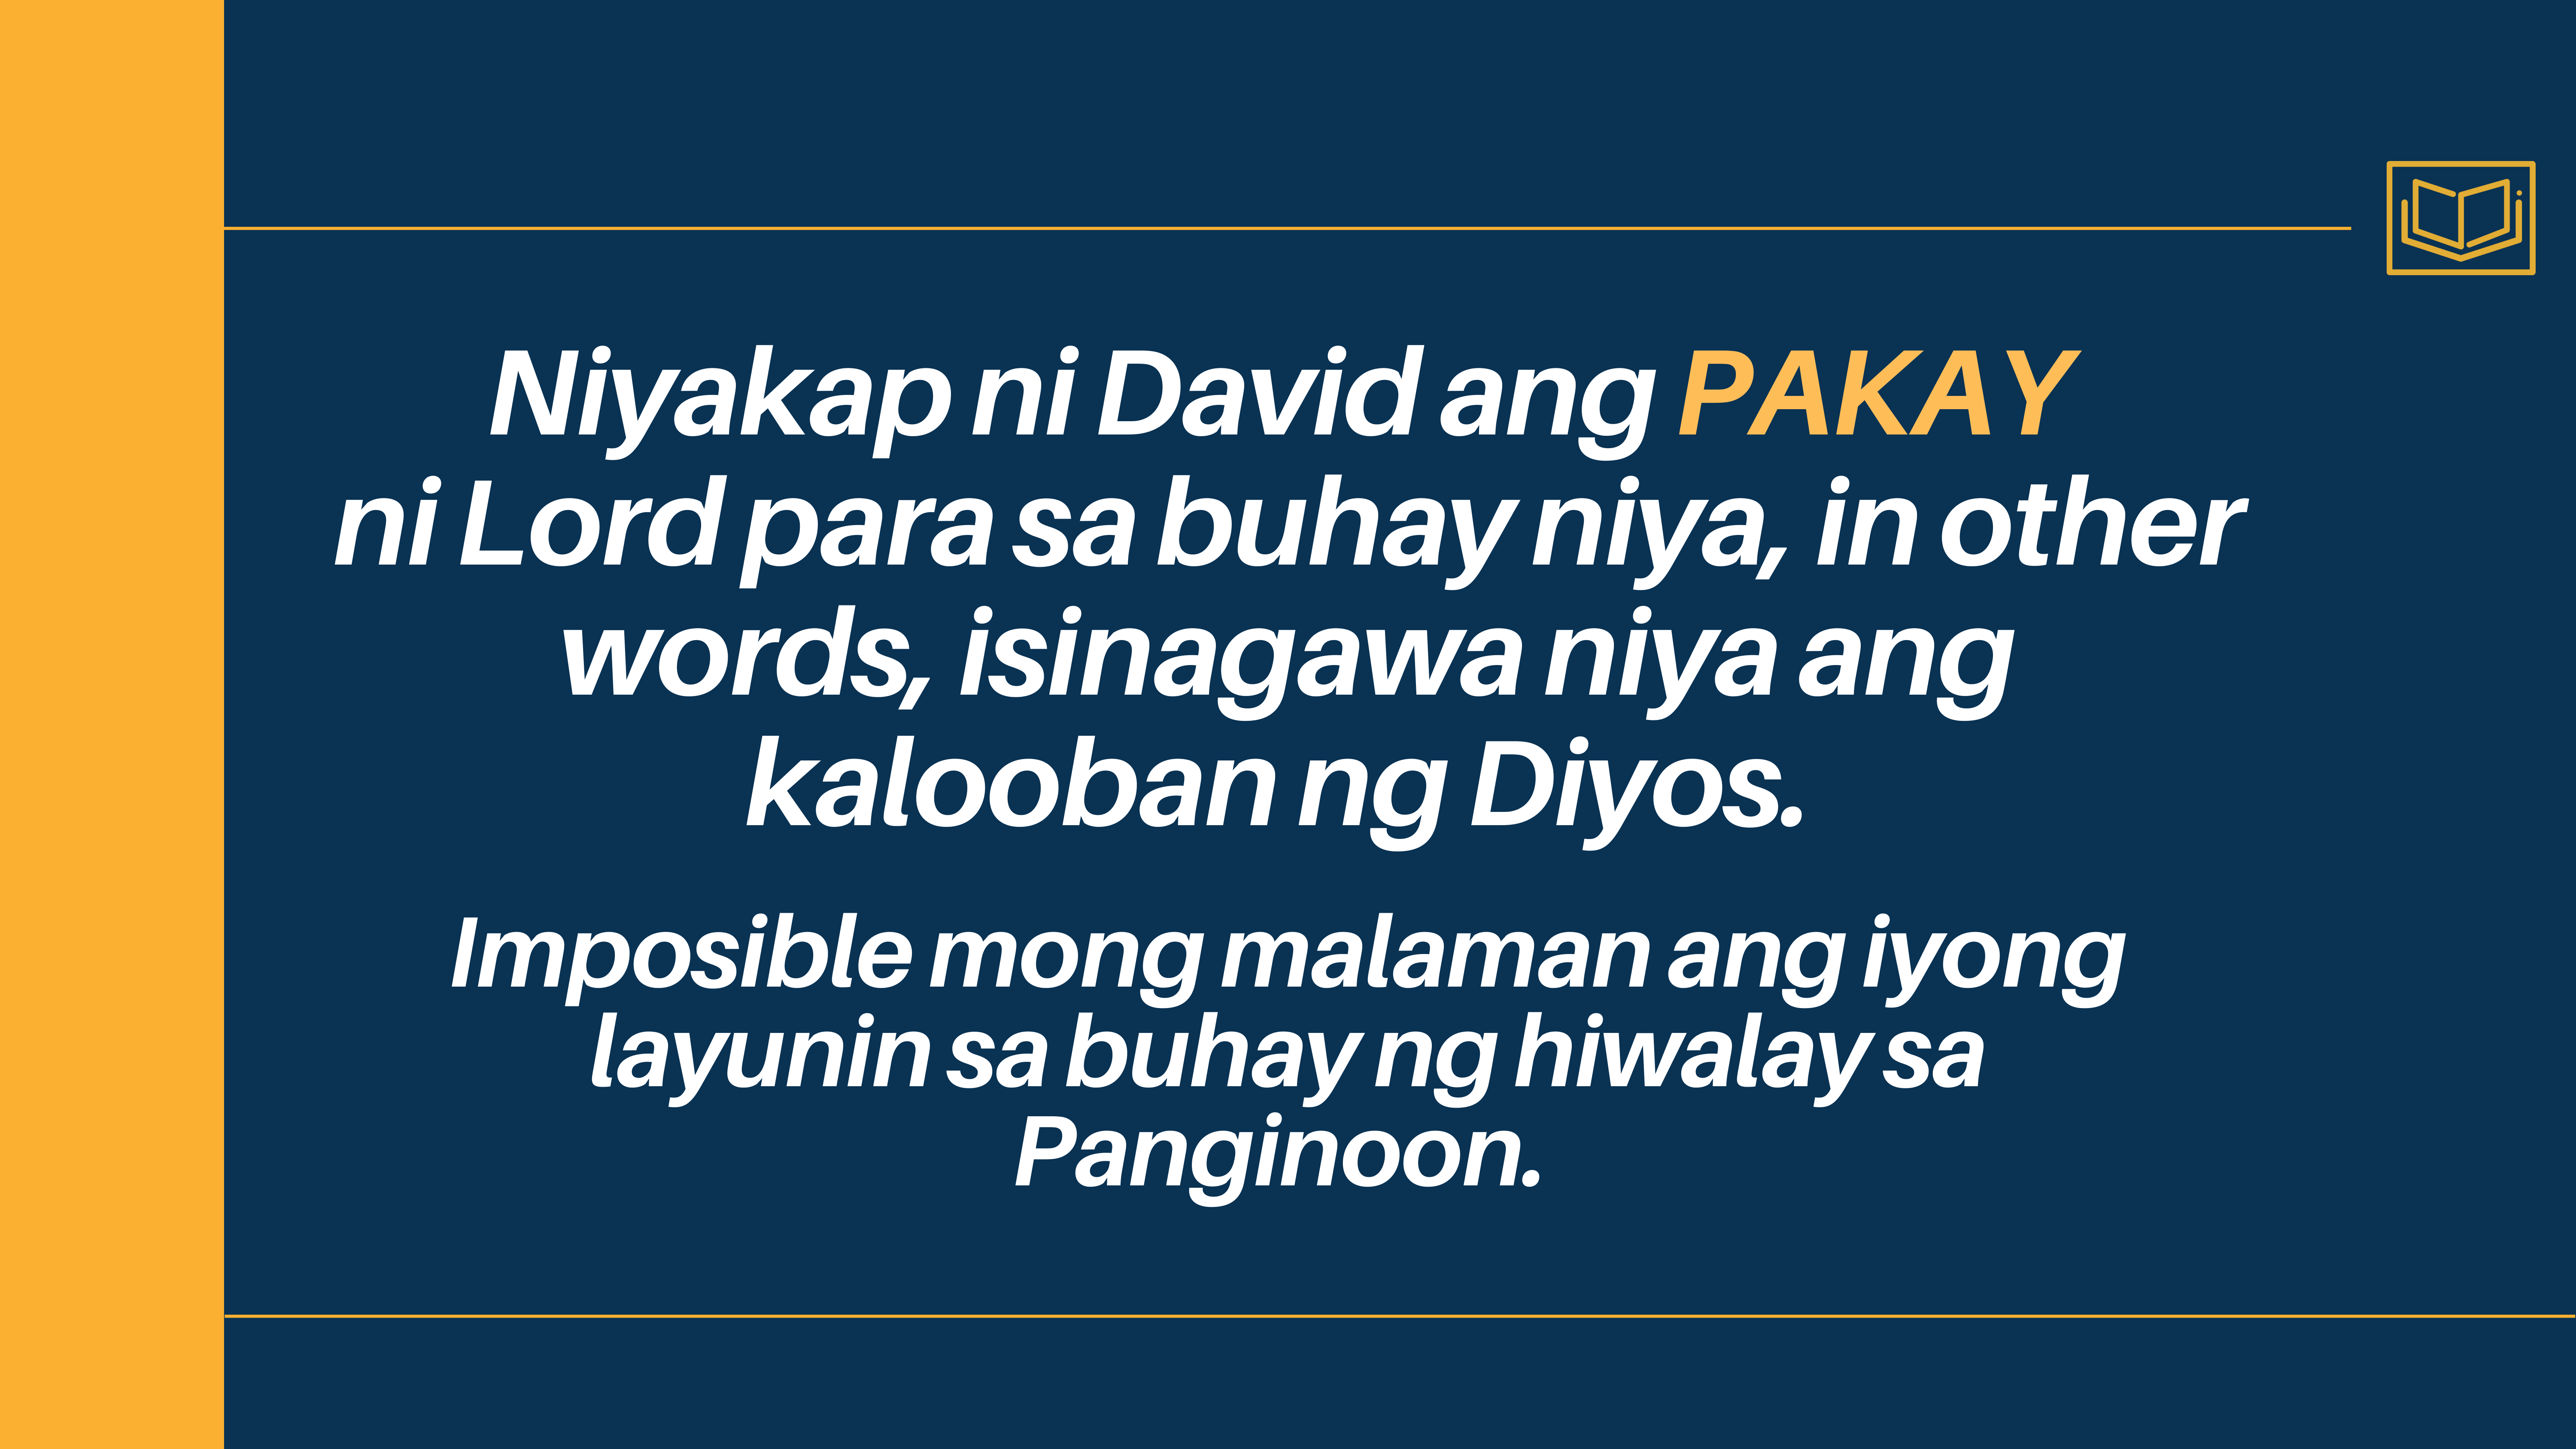 Niyakap ni David ang PAKAY
ni Lord para sa buhay niya, in other
words, isinagawa niya ang
kalooban ng Diyos.
Imposible mong malaman ang iyong
layunin sa buhay ng hiwalay sa
Panginoon.